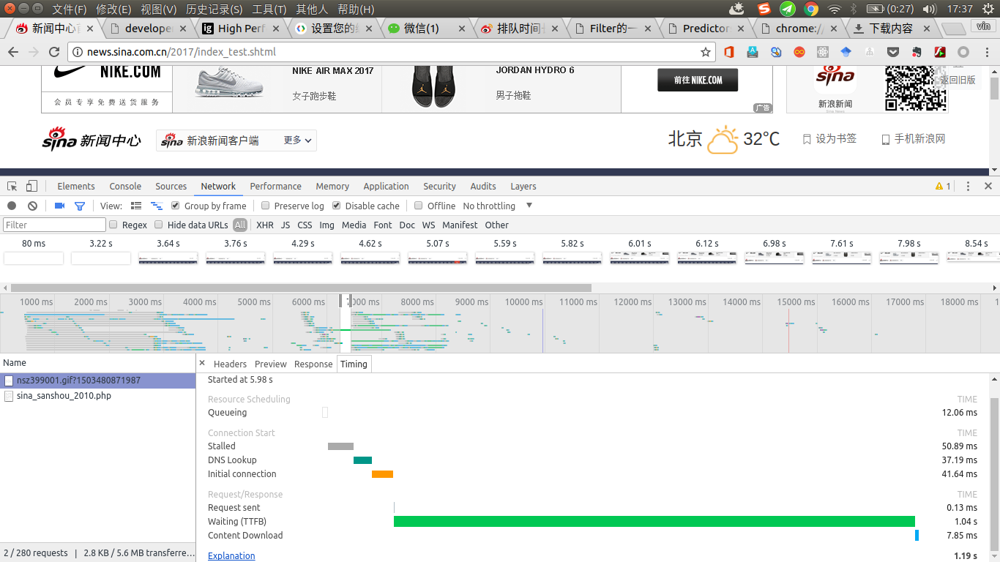 文件(F) 修改(E) 视图(V) 历史记录(S) 工具(T) 其他人 帮助(H) (0:27) 17:37
新闻中心首 develope High Perf 设置您的纟 微信(1) 排队时间长 Filter的一 Predictor chrome:// 下载内容 vin
news.sina.com.cn/2017/index_test.shtml
NIKE.COM NIKE AIR MAX 2017 JORDAN HYDRO 6 前往 NIKE.COM sina 返回旧版
会员专享免费送货服务 女子跑步鞋 男子拖鞋 广告 新浪新闻
sina 新闻中心 sina 新浪新闻客户端 更多 北京 32℃ 设为书签 手机新浪网
Elements Console Sources Network Performance Memory Application Security Audits Layers 1
View: Group by frame Preserve log Disable cache Offline No throttling
Filter Regex Hide data URLs All XHR JS CSS Img Media Font Doc WS Manifest Other
80 ms 3.22 s 3.64 s 3.76 s 4.29 s 4.62 s 5.07 s 5.59 s 5.82 s 6.01 s 6.12 s 6.98 s 7.61 s 7.98 s 8.54 s
1000 ms 2000 ms 3000 ms 4000 ms 5000 ms 6000 ms 7000 ms 8000 ms 9000 ms 10000 ms 11000 ms 12000 ms 13000 ms 14000 ms 15000 ms 16000 ms 17000 ms 18000 ms 1
Name Headers Preview Response Timing
nsz399001.gif?1503480871987
sina_sanshou_2010.php
Started at 5.98 s
Resource Scheduling TIME
Queueing 12.06 ms
Connection Start TIME
Stalled 50.89 ms
DNS Lookup 37.19 ms
Initial connection 41.64 ms
Request/Response TIME
Request sent 0.13 ms
Waiting (TTFB) 1.04 s
Content Download 7.85 ms
Explanation 1.19 s
2 / 280 requests | 2.8 KB / 5.6 MB transferre...